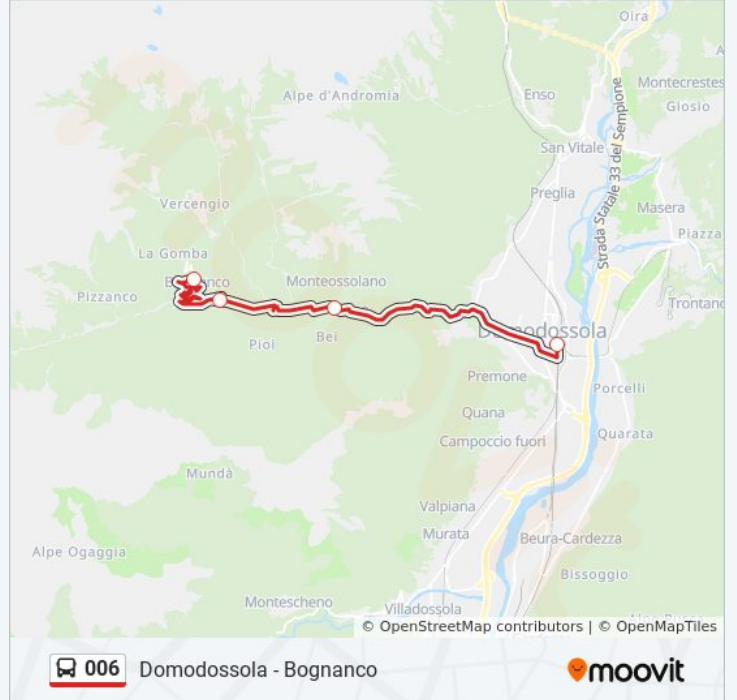 Oira
Alpe d'Andromia
Enso
Montecrestes
Giosio
San Vitale
Strada Statale 33 del Sempione
Preglia
Vercengio
Masera
Piazza
La Gomba
Monteossolano
Pizzanco
Trontano
Domodossola
Bei
Pioi
Premone
Porcelli
Quana
Quarata
Campoccio fuori
Mundà
Valpiana
Murata
Beura-Cardezza
Alpe Ogaggia
Bissoggio
Montescheno
Villadossola
© OpenStreetMap contributors | © OpenMapTiles
006 Domodossola - Bognanco
moovit